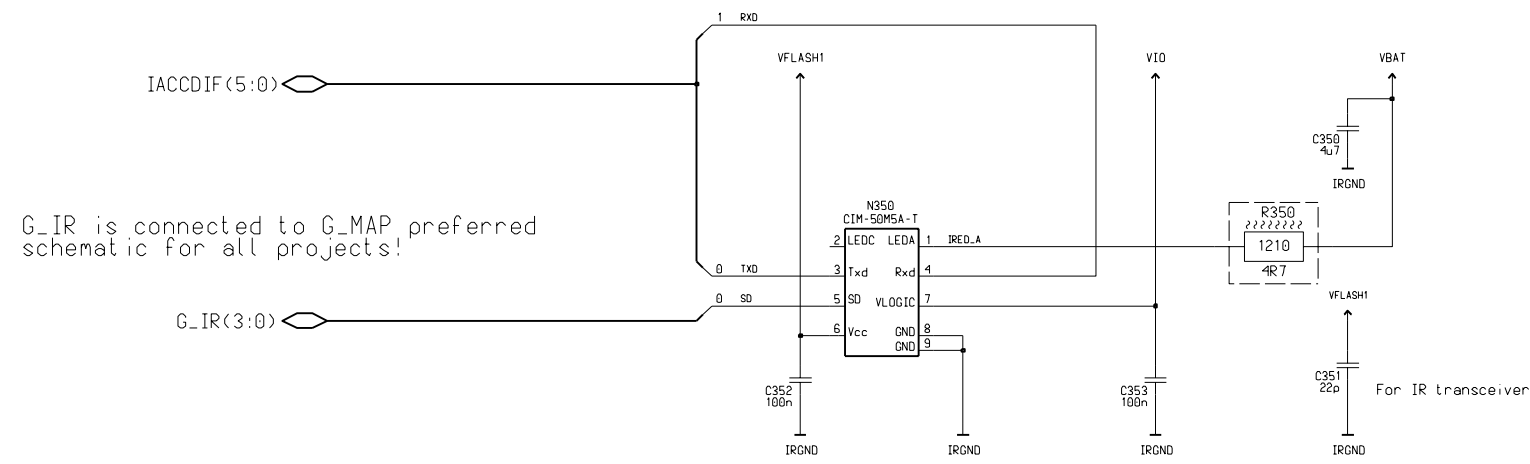 1 RXD
VFLASH1
VIO
VBAT
IACCDIF(5:0)
C350
4u7
IRGND
G_IR is connected to G_MAP preferred
schematic for all projects!
N350
CIM-50M5A-T
R350
1210
4R7
2 LEDC LEDA 1 IRED_A
0 TXD 3 Txd Rxd 4
0 SD 5 SD VLOGIC 7
6 Vcc GND 8
GND 9
G_IR(3:0)
VFLASH1
C352
100n
C353
100n
C351
22p
For IR transceiver
IRGND
IRGND
IRGND
IRGND